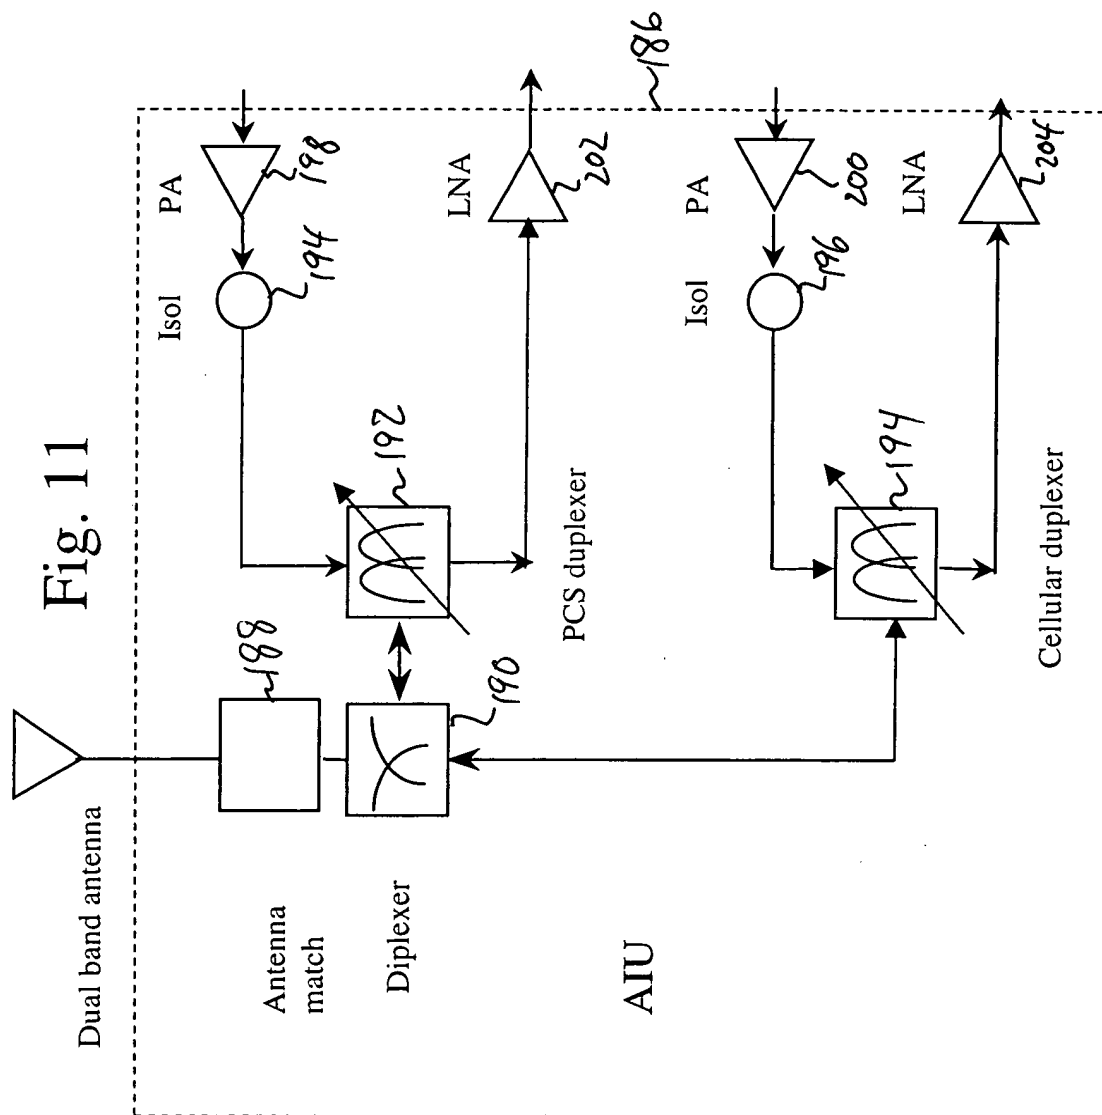 Fig. 11
Dual band antenna
Antenna
match
188
Diplexer
190
AIU
PCS duplexer
192
Isol
194
PA
198
LNA
202
186
Cellular duplexer
194
Isol
196
PA
200
LNA
204